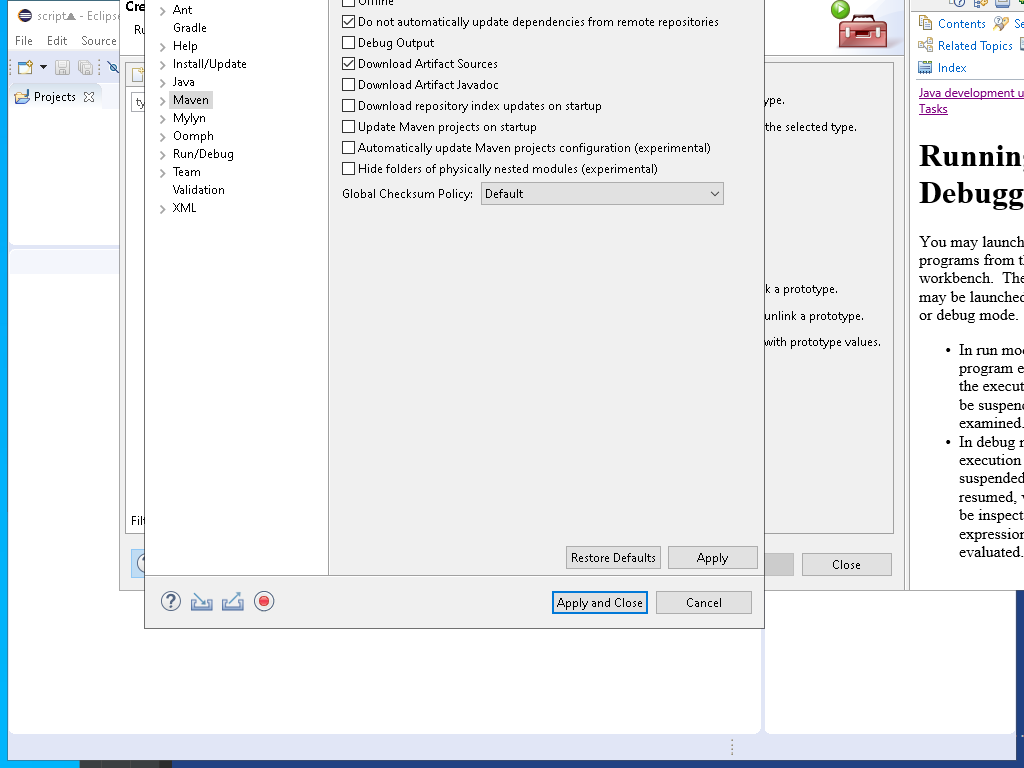 script - Eclipse
File Edit Source
Projects
Cre
Ru
ty
Filt
Ant
Gradle
Help
Install/Update
Java
Maven
Mylyn
Oomph
Run/Debug
Team
Validation
XML
Offline
Do not automatically update dependencies from remote repositories
Debug Output
Download Artifact Sources
Download Artifact Javadoc
Download repository index updates on startup
Update Maven projects on startup
Automatically update Maven projects configuration (experimental)
Hide folders of physically nested modules (experimental)
Global Checksum Policy: Default
Restore Defaults Apply
Apply and Close Cancel
ype.
the selected type.
k a prototype.
unlink a prototype.
with prototype values.
Close
Contents Se
Related Topics
Index
Java development u
Tasks
Running
Debugg
You may launch
programs from th
workbench. The
may be launched
or debug mode.
• In run mod
program e
the execut
be suspend
examined.
• In debug m
execution
suspended
resumed, v
be inspect
expression
evaluated.